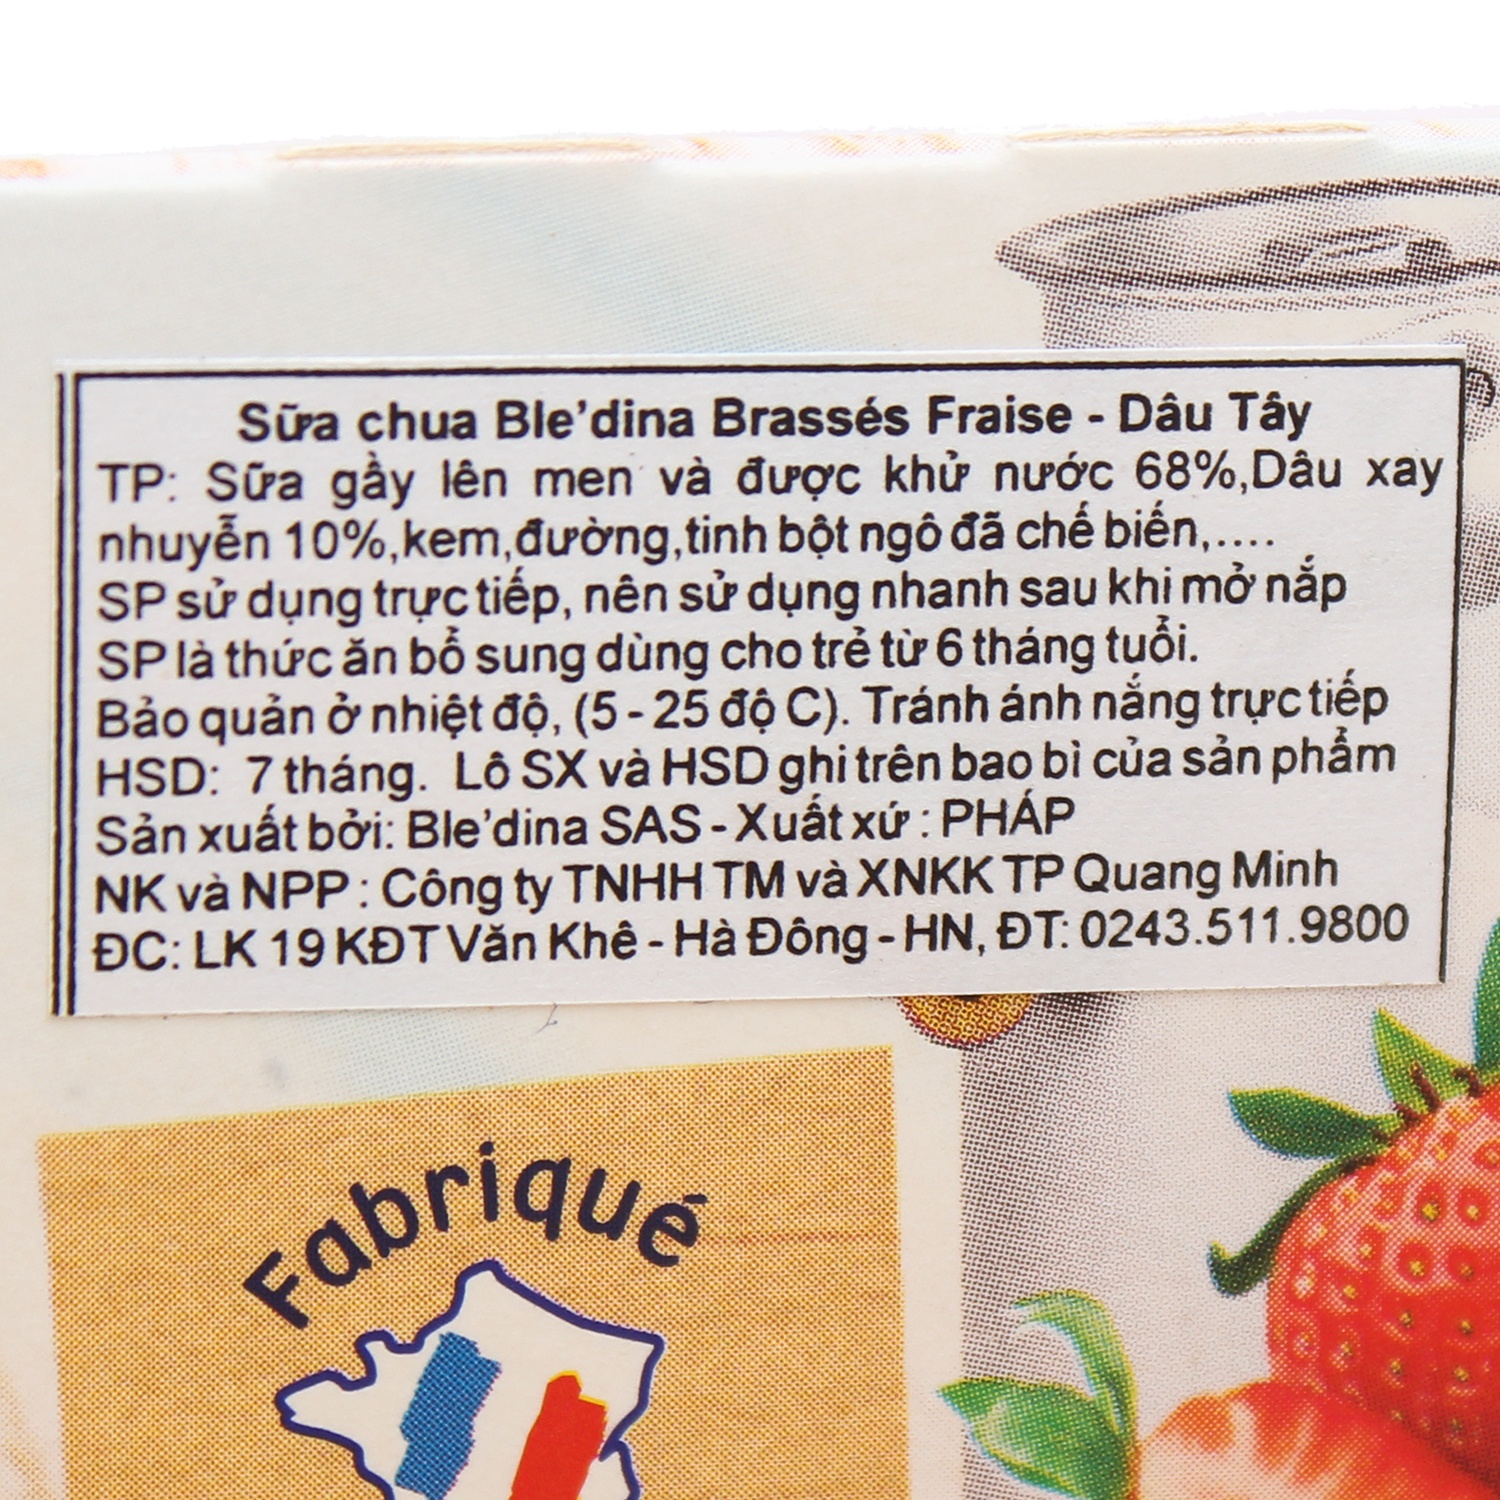 Sữa chua Ble'dina Brassés Fraise - Dâu Tây
TP: Sữa gầy lên men và được khử nước 68%,Dâu xay
nhuyễn 10%,kem,đường,tinh bột ngô đã chế biến,....
SP sử dụng trực tiếp, nên sử dụng nhanh sau khi mở nắp
SP là thức ăn bổ sung dùng cho trẻ từ 6 tháng tuổi.
Bảo quản ở nhiệt độ, (5 - 25 độ C). Tránh ánh nắng trực tiếp
HSD: 7 tháng. Lô SX và HSD ghi trên bao bì của sản phẩm
Sản xuất bởi: Ble'dina SAS - Xuất xứ : PHÁP
NK và NPP : Công ty TNHH TM và XNKK TP Quang Minh
ĐC: LK 19 KĐT Văn Khê - Hà Đông - HN, ĐT: 0243.511.9800
Fabriqué